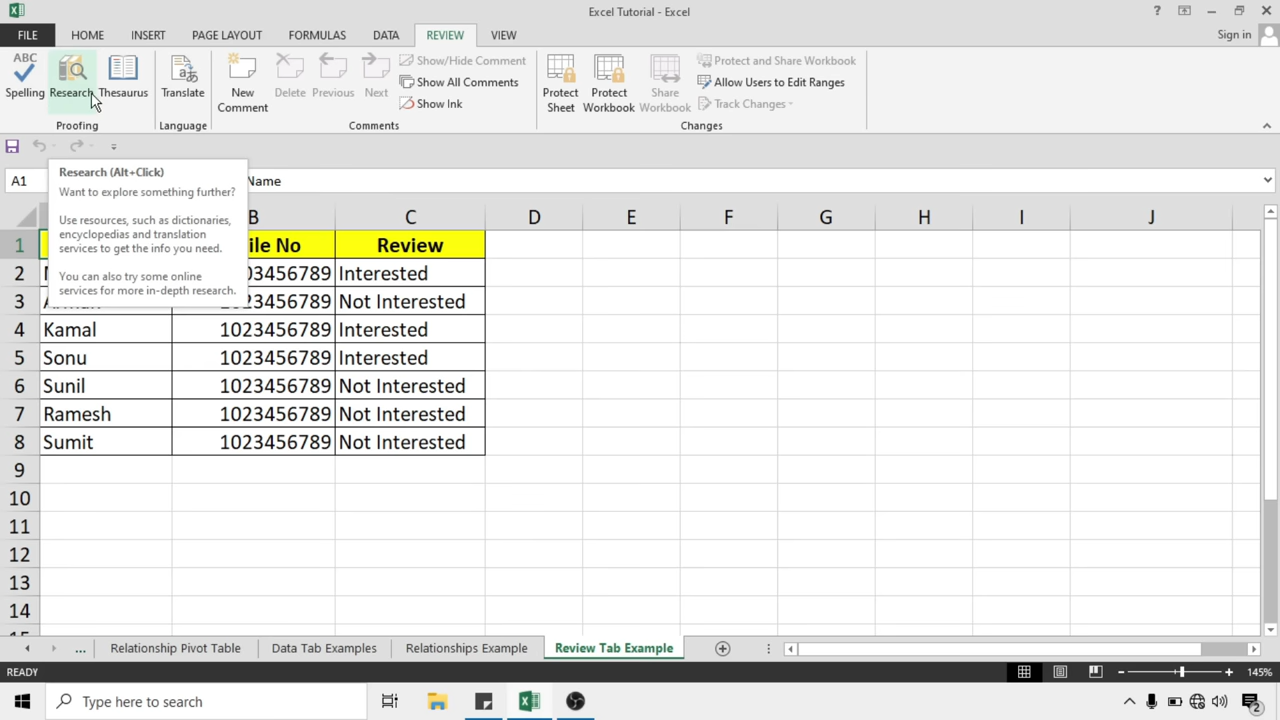 Excel Tutorial - Excel
?
Sign in
FILE HOME INSERT PAGE LAYOUT FORMULAS DATA REVIEW VIEW
ABC
Spelling
Research
Thesaurus
Proofing
Translate
Language
New
Comment
Delete
Previous
Next
Show/Hide Comment
Show All Comments
Show Ink
Comments
Protect
Sheet
Protect
Workbook
Share
Workbook
Protect and Share Workbook
Allow Users to Edit Ranges
Track Changes
Changes
A1
Name
Research (Alt+Click)
Want to explore something further?
Use resources, such as dictionaries,
encyclopedias and translation
services to get the info you need.
You can also try some online
services for more in-depth research.
B C D E F G H I J
1 ile No Review
2 03456789 Interested
3 1023456789 Not Interested
4 Kamal 1023456789 Interested
5 Sonu 1023456789 Interested
6 Sunil 1023456789 Not Interested
7 Ramesh 1023456789 Not Interested
8 Sumit 1023456789 Not Interested
9
10
11
12
13
14
... Relationship Pivot Table Data Tab Examples Relationships Example Review Tab Example
READY
145%
Type here to search
2